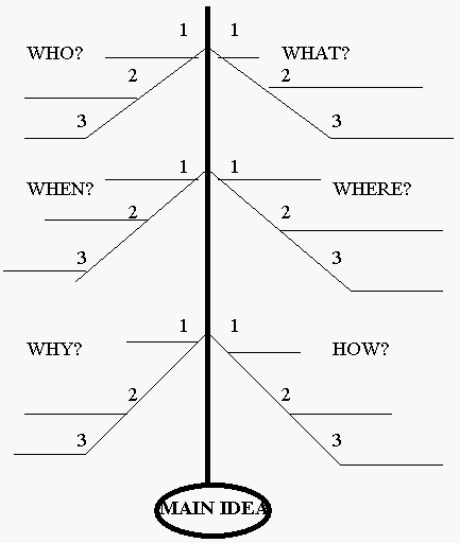 1 1
WHO? WHAT?
2 2
3 3
1 1
WHEN? WHERE?
2 2
3 3
1 1
WHY? HOW?
2 2
3 3
MAIN IDEA